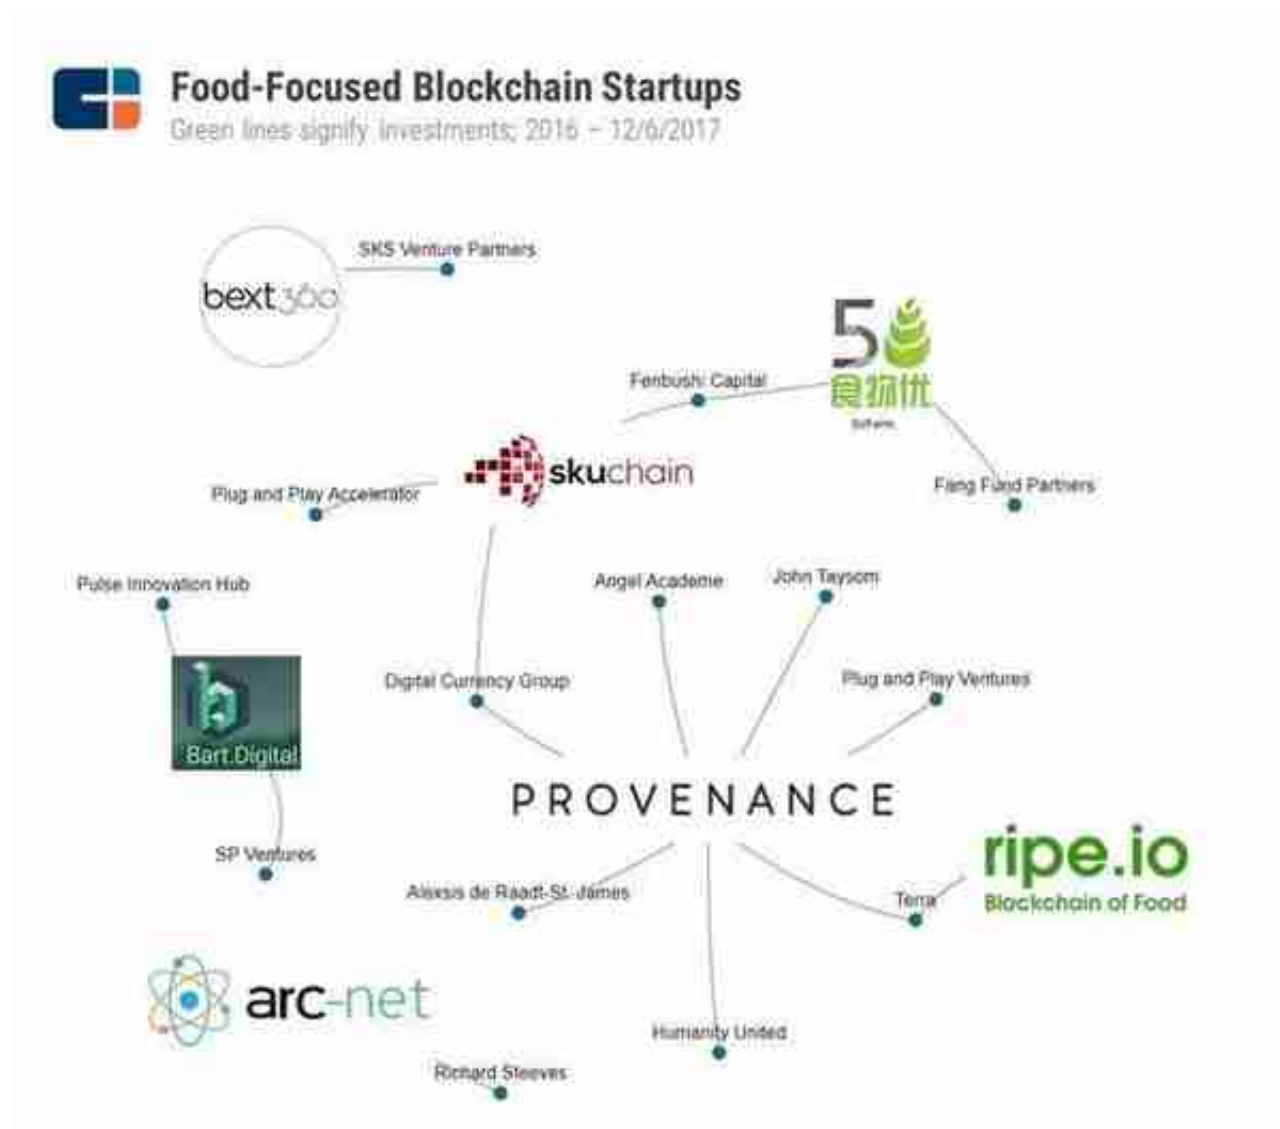 Food-Focused Blockchain Startups
Green lines signify investments; 2016 – 12/6/2017
SKS Venture Partners
bext360
5
食物优
Fenbushi Capital
skuchain
Plug and Play Accelerator
Fang Fund Partners
Pulse Innovation Hub
Angel Academe
John Taysom
Bart.Digital
Digital Currency Group
Plug and Play Ventures
PROVENANCE
SP Ventures
ripe.io
Blockchain of Food
Alexsis de Raadt-St. James
Terra
arc-net
Humanity United
Richard Steeves